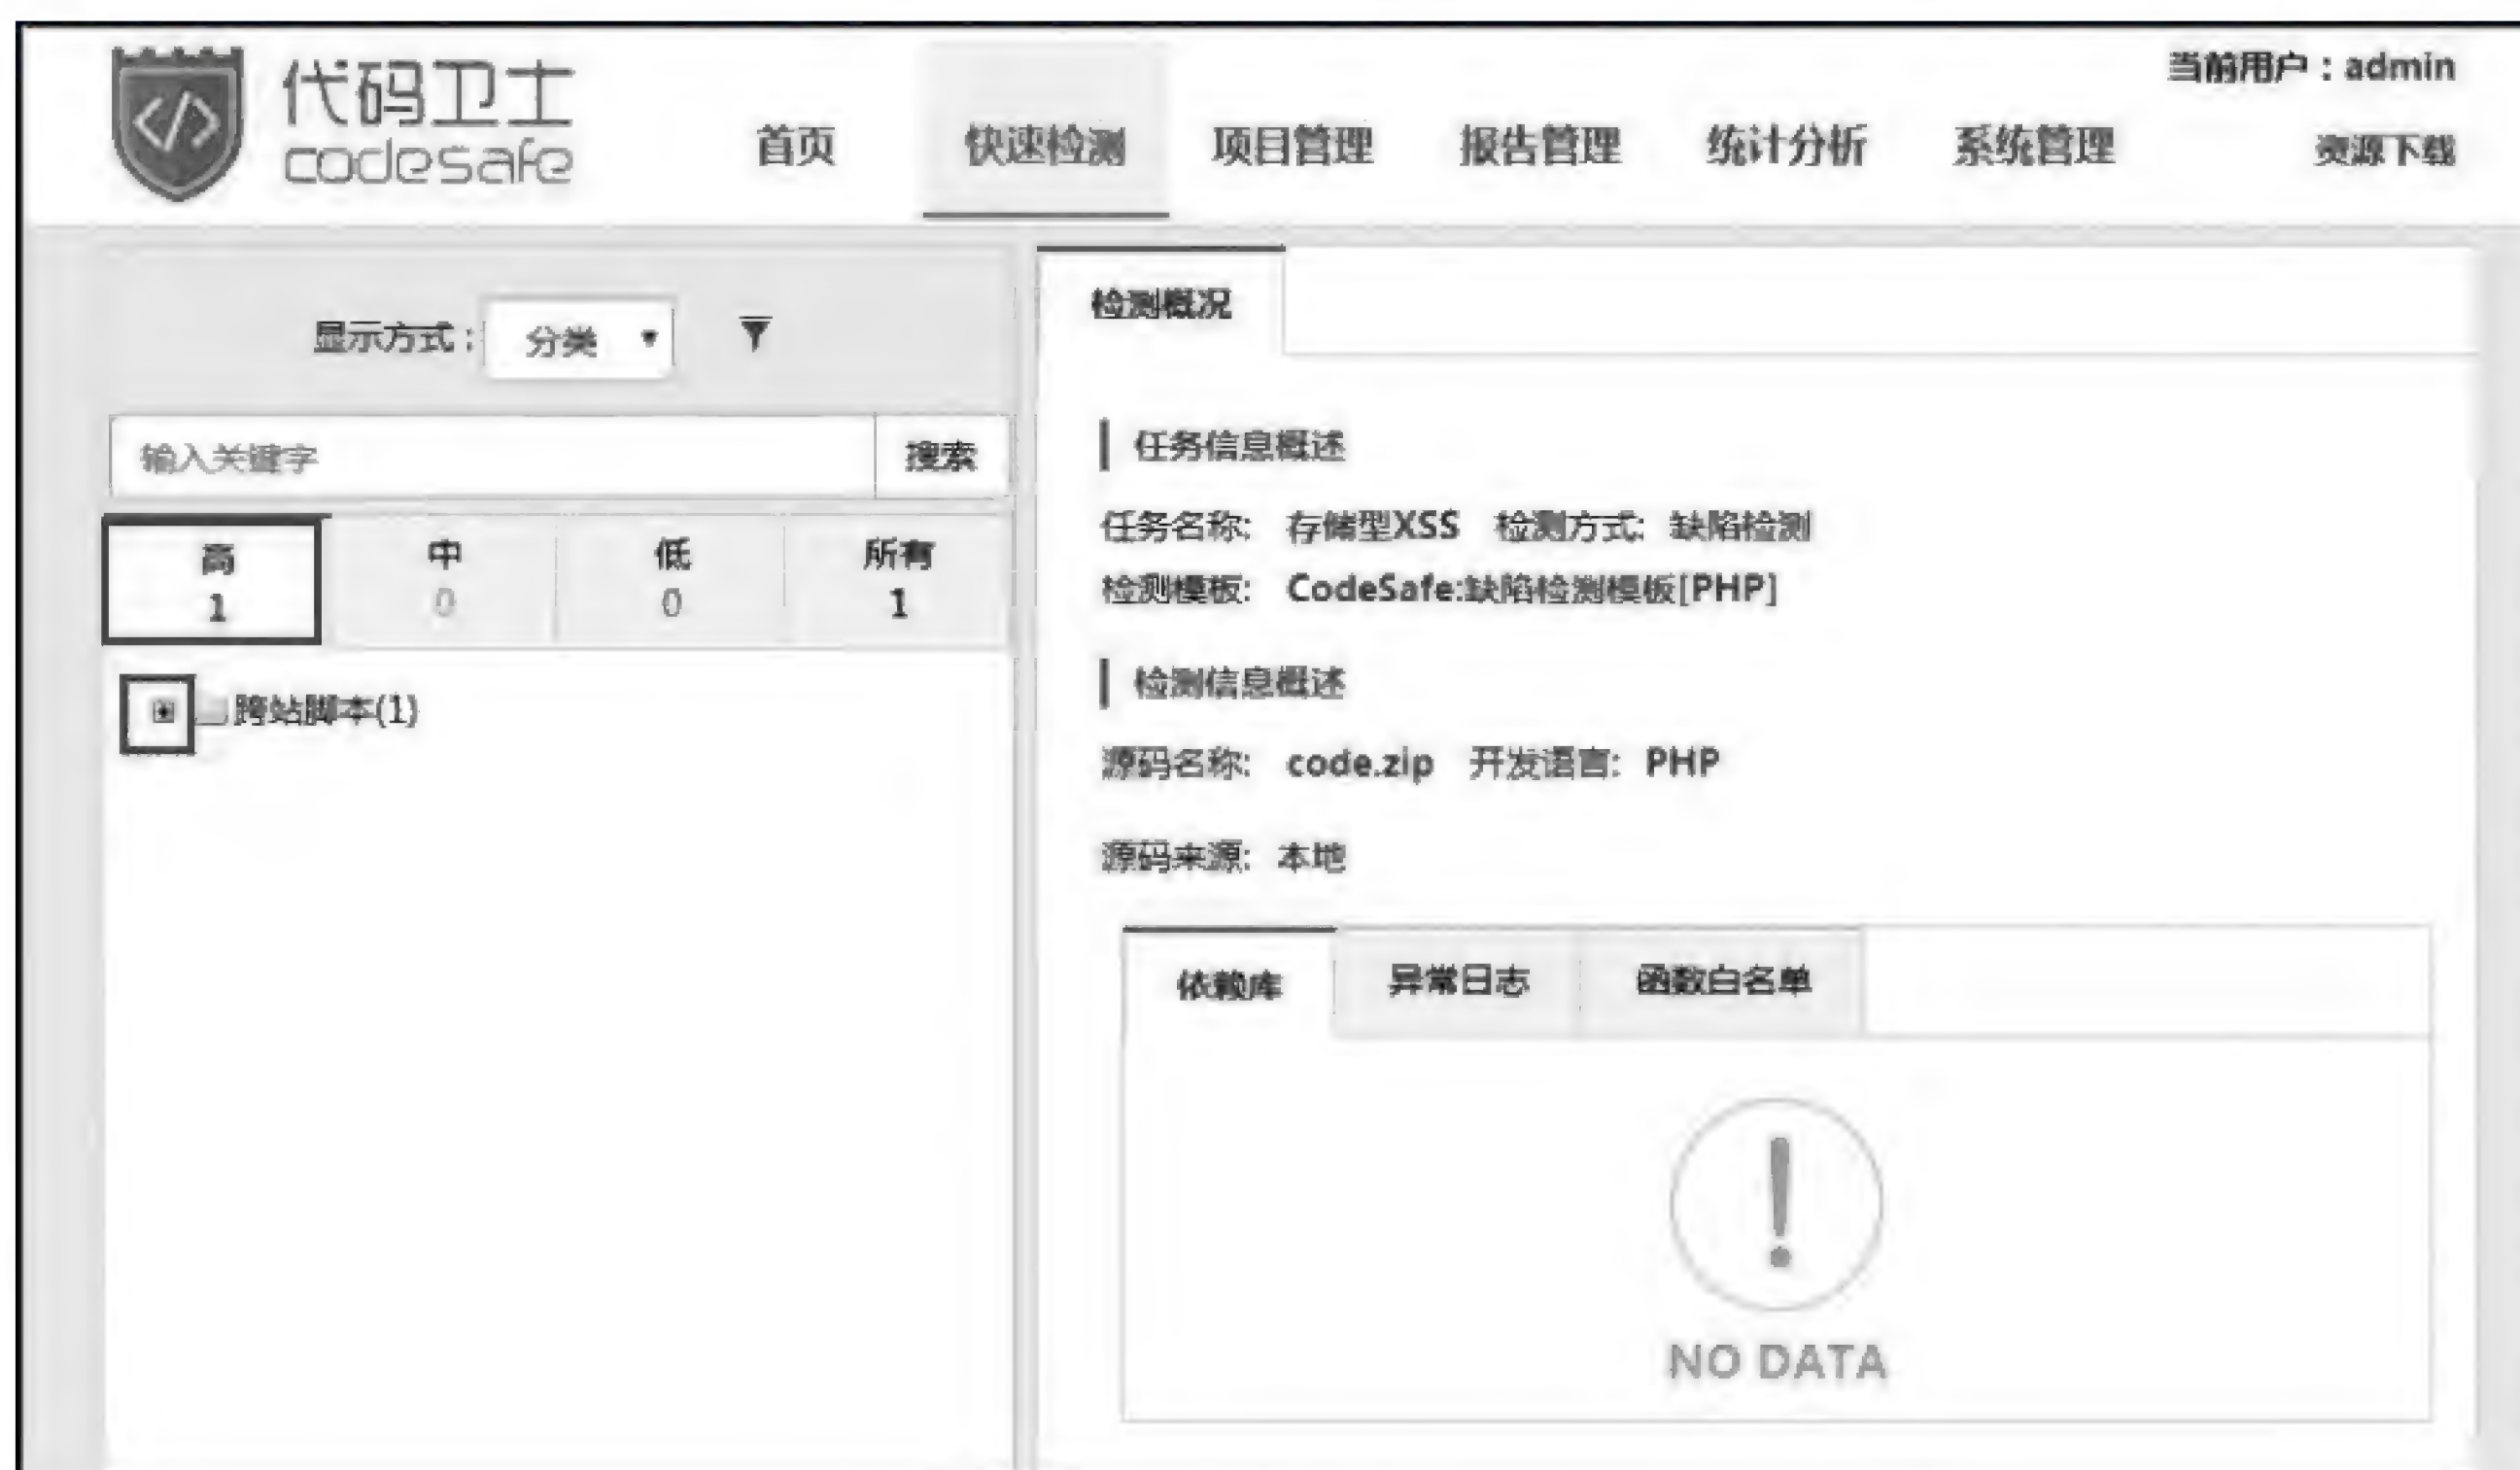 代码卫士
codesafe
当前用户：admin
首页 快速检测 项目管理 报告管理 统计分析 系统管理 资源下载
显示方式： 分类
输入关键字 搜索
高 中 低 所有
1 0 0 1
跨站脚本(1)
检测概况
任务信息概述
任务名称: 存储型XSS 检测方式: 缺陷检测
检测模板: CodeSafe:缺陷检测模板[PHP]
检测信息概述
源码名称: code.zip 开发语言: PHP
源码来源: 本地
依赖库 异常日志 函数白名单
NO DATA